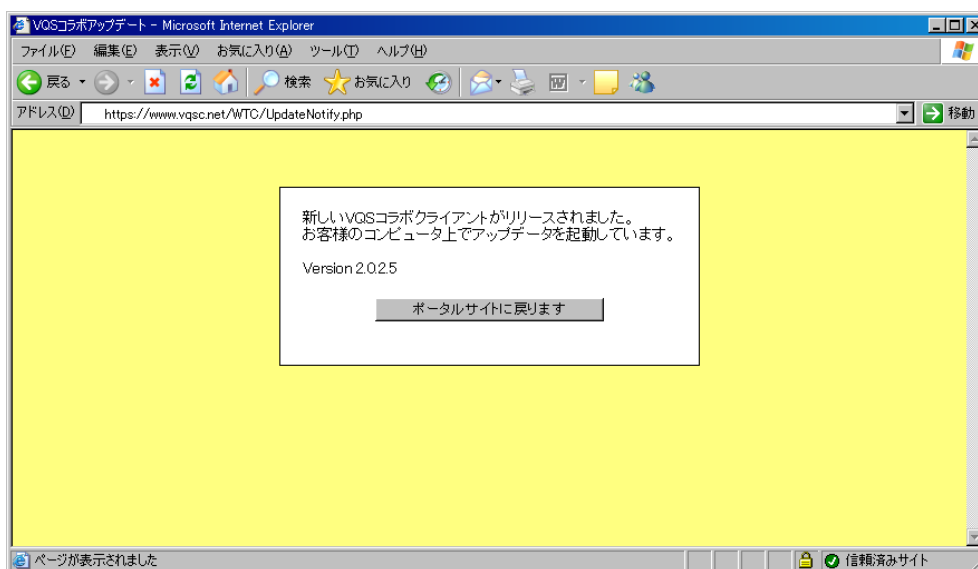 VQSコラボアップデート - Microsoft Internet Explorer
ファイル(F) 編集(E) 表示(V) お気に入り(A) ツール(T) ヘルプ(H)
戻る 検索 お気に入り
アドレス(D) https://www.vqsc.net/WTC/UpdateNotify.php 移動
新しいVQSコラボクライアントがリリースされました。
お客様のコンピュータ上でアップデータを起動しています。
Version 2.0.2.5
ポータルサイトに戻ります
ページが表示されました 信頼済みサイト